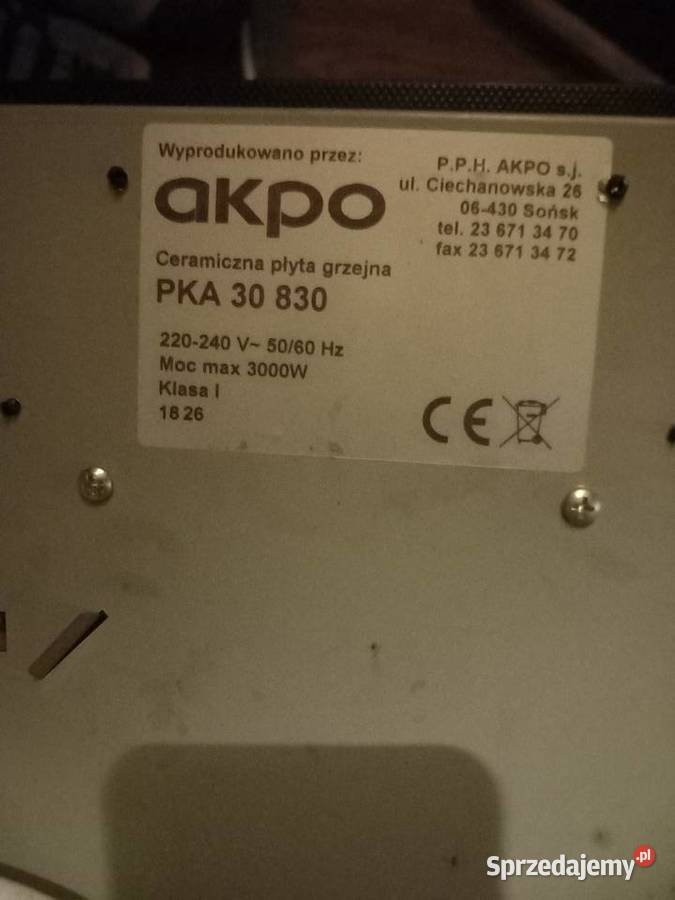 Wyprodukowano przez:
akpo
P.P.H. AKPO s.j.
ul. Ciechanowska 26
06-430 Sońsk
tel. 23 671 34 70
fax 23 671 34 72
Ceramiczna płyta grzejna
PKA 30 830
220-240 V~ 50/60 Hz
Moc max 3000W
Klasa I
18 26
CE
Sprzedajemy.pl